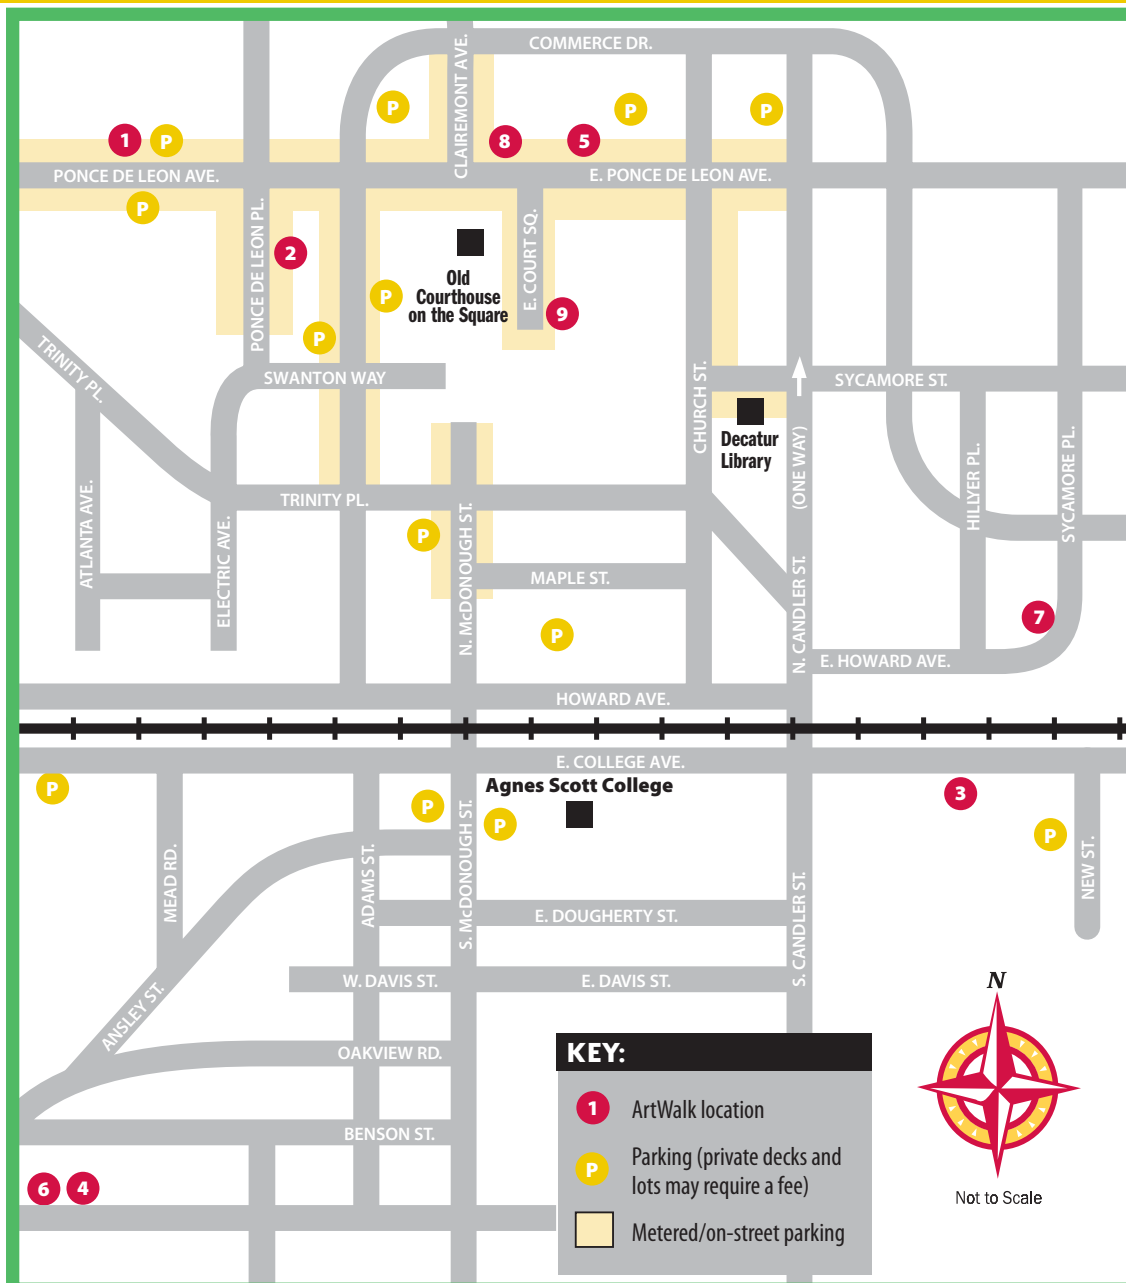 COMMERCE DR.
CLAIREMONT AVE.
P
P
P
1
P
8
5
PONCE DE LEON AVE.
E. PONCE DE LEON AVE.
P
PONCE DE LEON PL.
2
E. COURT SQ.
Old
Courthouse
on the Square
P
9
P
TRINITY PL.
SWANTON WAY
CHURCH ST.
SYCAMORE ST.
Decatur
Library
(ONE WAY)
HILLYER PL.
SYCAMORE PL.
ATLANTA AVE.
ELECTRIC AVE.
TRINITY PL.
N. McDONOUGH ST.
P
MAPLE ST.
N. CANDLER ST.
7
P
E. HOWARD AVE.
HOWARD AVE.
E. COLLEGE AVE.
P
Agnes Scott College
P
P
3
P
MEAD RD.
ADAMS ST.
S. McDONOUGH ST.
S. CANDLER ST.
NEW ST.
E. DOUGHERTY ST.
W. DAVIS ST.
E. DAVIS ST.
ANSLEY ST.
OAKVIEW RD.
BENSON ST.
6
4
N
Not to Scale
KEY:
1 ArtWalk location
P Parking (private decks and
lots may require a fee)
Metered/on-street parking